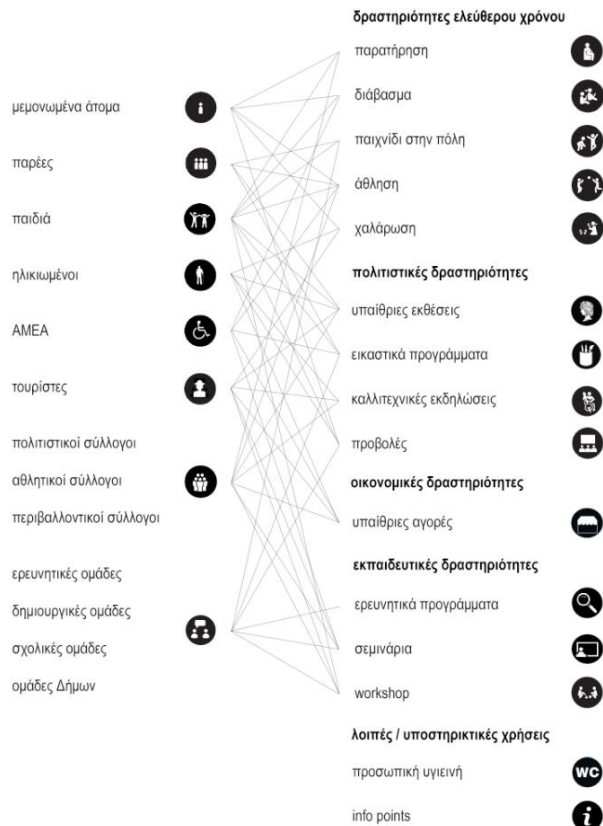 μεμονωμένα άτομα
παρέες
παιδιά
ηλικιωμένοι
ΑΜΕΑ
τουρίστες
πολιτιστικοί σύλλογοι
αθλητικοί σύλλογοι
περιβαλλοντικοί σύλλογοι
ερευνητικές ομάδες
δημιουργικές ομάδες
σχολικές ομάδες
ομάδες Δήμων
δραστηριότητες ελεύθερου χρόνου
παρατήρηση
διάβασμα
παιχνίδι στην πόλη
άθληση
χαλάρωση
πολιτιστικές δραστηριότητες
υπαίθριες εκθέσεις
εικαστικά προγράμματα
καλλιτεχνικές εκδηλώσεις
προβολές
οικονομικές δραστηριότητες
υπαίθριες αγορές
εκπαιδευτικές δραστηριότητες
ερευνητικά προγράμματα
σεμινάρια
workshop
λοιπές / υποστηρικτικές χρήσεις
προσωπική υγιεινή
WC
info points
i